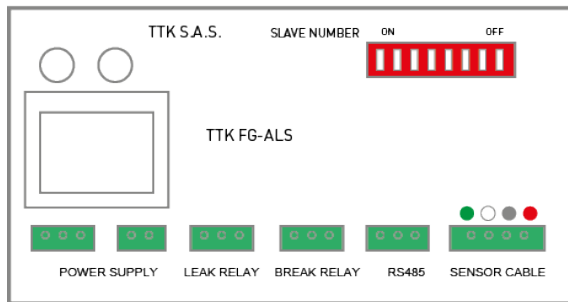 TTK S.A.S.
SLAVE NUMBER
ON OFF
TTK FG-ALS
POWER SUPPLY LEAK RELAY BREAK RELAY RS485 SENSOR CABLE